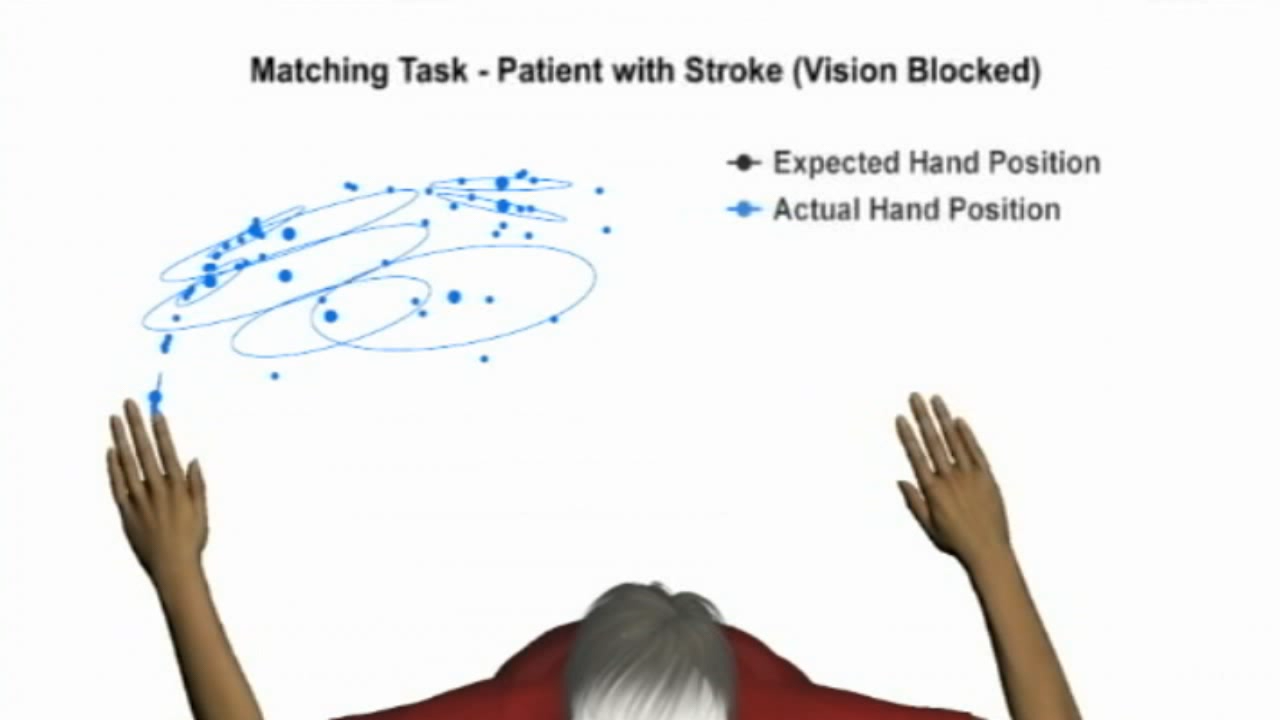 Matching Task - Patient with Stroke (Vision Blocked)
Expected Hand Position
Actual Hand Position